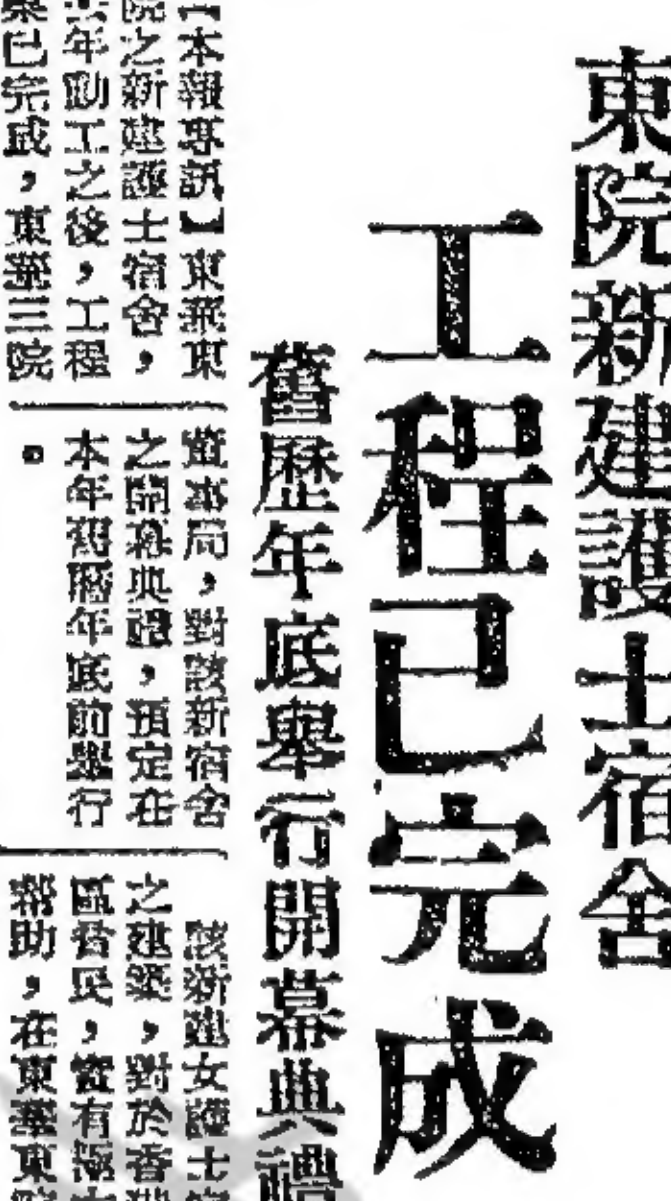 東院新建護士宿舍
工程已完成
舊歷年底舉行開幕典禮
【本報專訊】東華東
院之新建護士宿舍，
去年動工之後，工程
業已完成，東華三院
董事局，對該新宿舍
之開幕典禮，預定在
本年舊曆年底前舉行
。
該新建女護士宿
之建築，對於香港
區貧民，實有極大
幫助，在東華東院